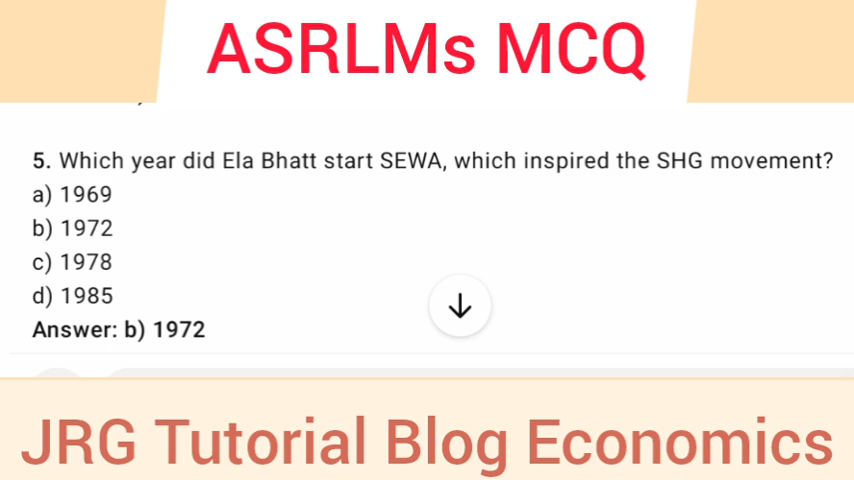 ASRLMs MCQ
5. Which year did Ela Bhatt start SEWA, which inspired the SHG movement?
a) 1969
b) 1972
c) 1978
d) 1985
Answer: b) 1972
JRG Tutorial Blog Economics